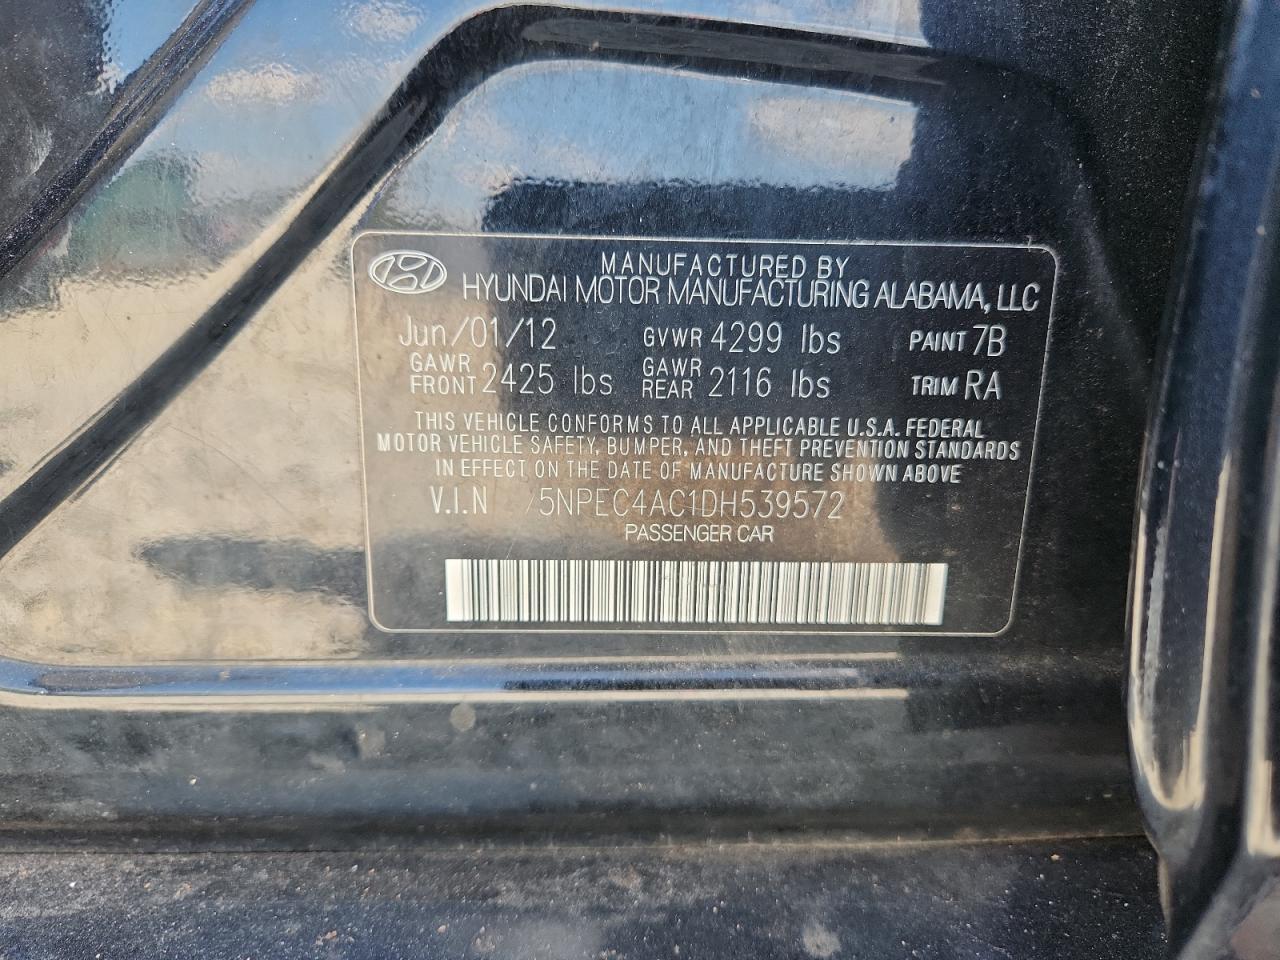 MANUFACTURED BY
HYUNDAI MOTOR MANUFACTURING ALABAMA, LLC
Jun/01/12 GVWR 4299 lbs PAINT 7B
GAWR FRONT 2425 lbs GAWR REAR 2116 lbs TRIM RA
THIS VEHICLE CONFORMS TO ALL APPLICABLE U.S.A. FEDERAL
MOTOR VEHICLE SAFETY, BUMPER, AND THEFT PREVENTION STANDARDS
IN EFFECT ON THE DATE OF MANUFACTURE SHOWN ABOVE
V.I.N 5NPEC4AC1DH539572
PASSENGER CAR